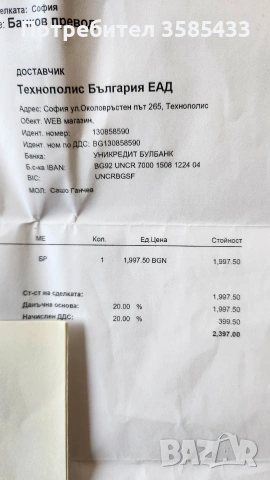 делката: София
Потребителски номер 3585433
е: Банков превод
ДОСТАВЧИК
Технополис България ЕАД
Адрес: София ул.Околовръстен път 265, Технополис
Обект: WEB магазин,
Идент. номер: 130858590
Идент. номер по ДДС: BG130858590
Банка: УНИКРЕДИТ БУЛБАНК
Б.с-ка IBAN: BG92 UNCR 7000 1508 1224 04
BIC: UNCRBGSF
МОЛ: Сашо Ганчев
МЕ Кол. Ед.Цена Стойност
БР 1 1,997.50 BGN 1,997.50
Ст-ст на сделката: 1,997.50
Данъчна основа: 20.00 % 1,997.50
Начислен ДДС: 20.00 % 399.50
2,397.00
BAZAR